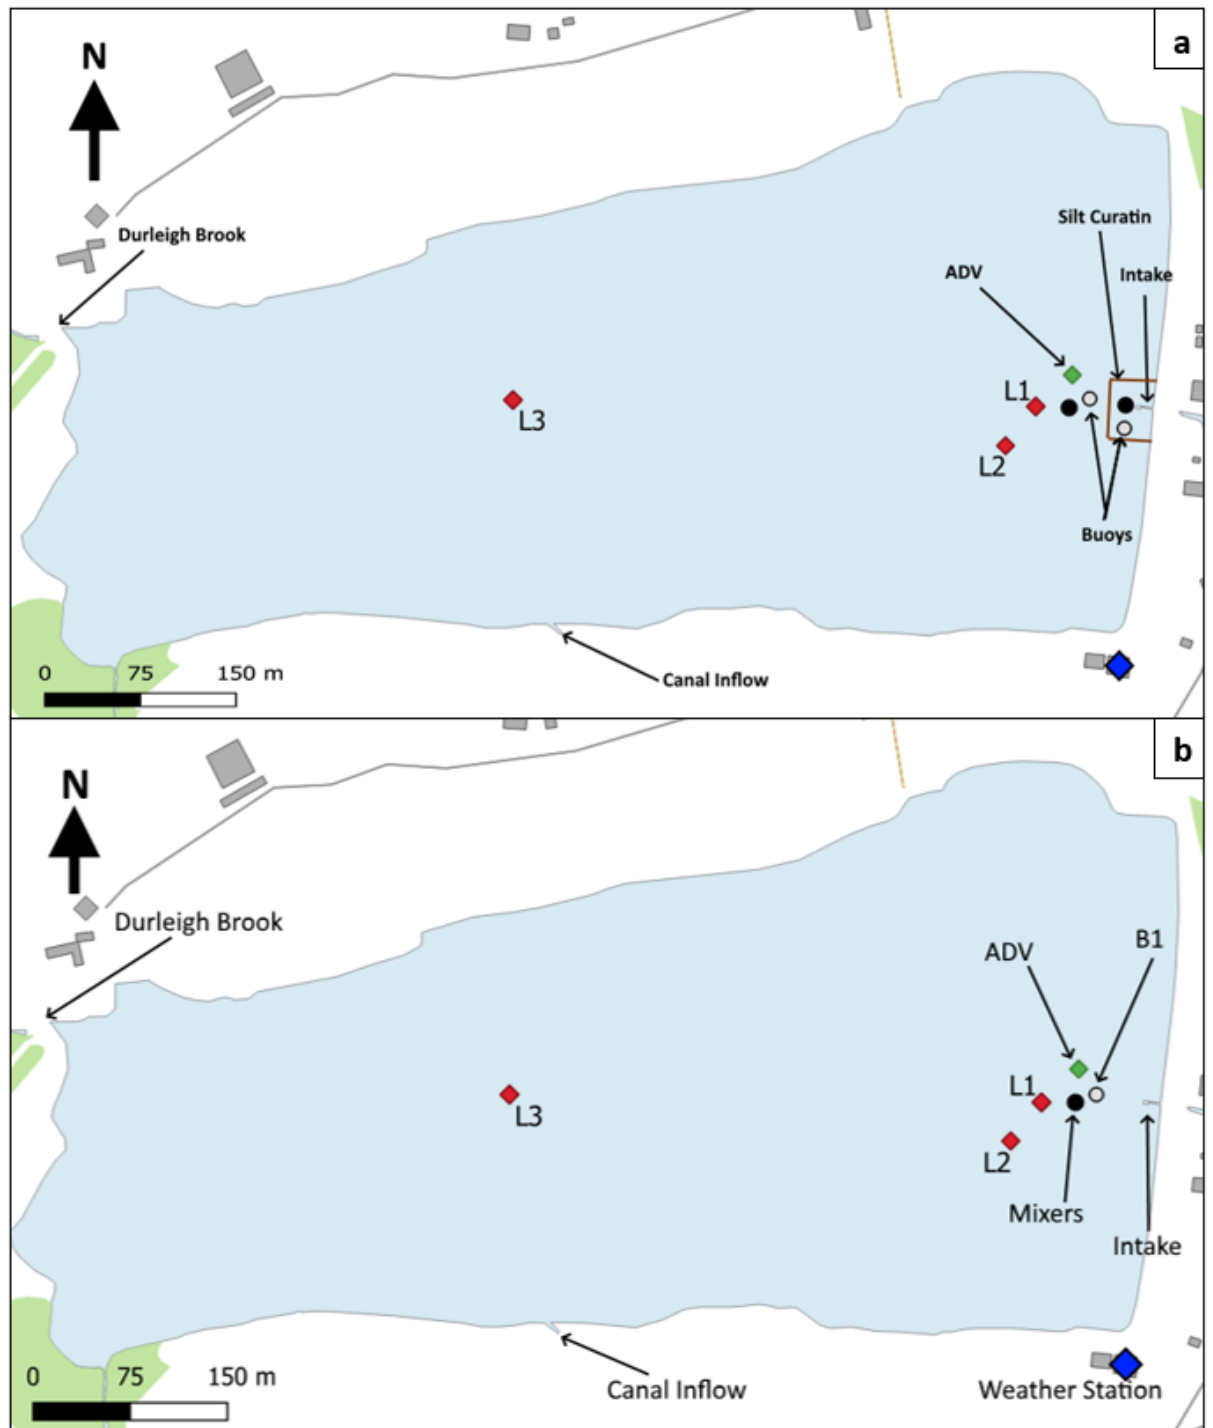 a
N
Durleigh Brook
Silt Curatin
ADV
Intake
L1
L3
L2
Buoys
0 75 150 m
Canal Inflow
b
N
Durleigh Brook
ADV
B1
L1
L3
L2
Mixers
Intake
0 75 150 m
Canal Inflow
Weather Station